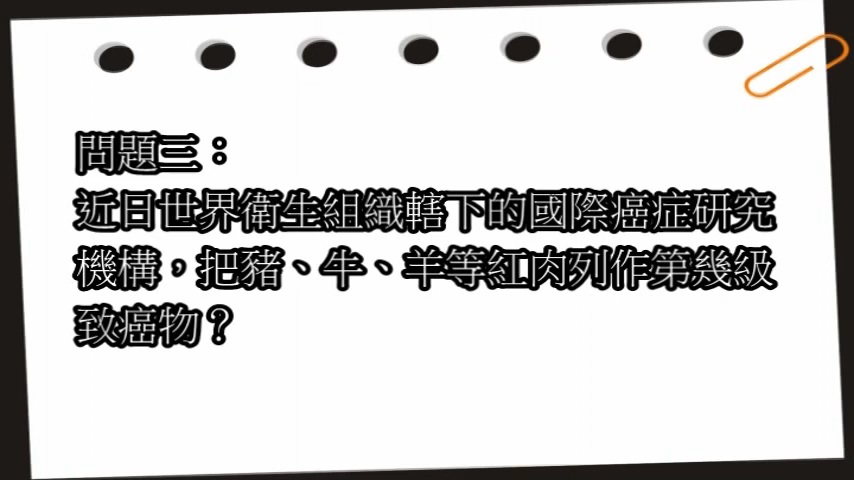 問題三：
近日世界衛生組織轄下的國際癌症研究
機構，把豬、牛、羊等紅肉列作第幾級
致癌物？